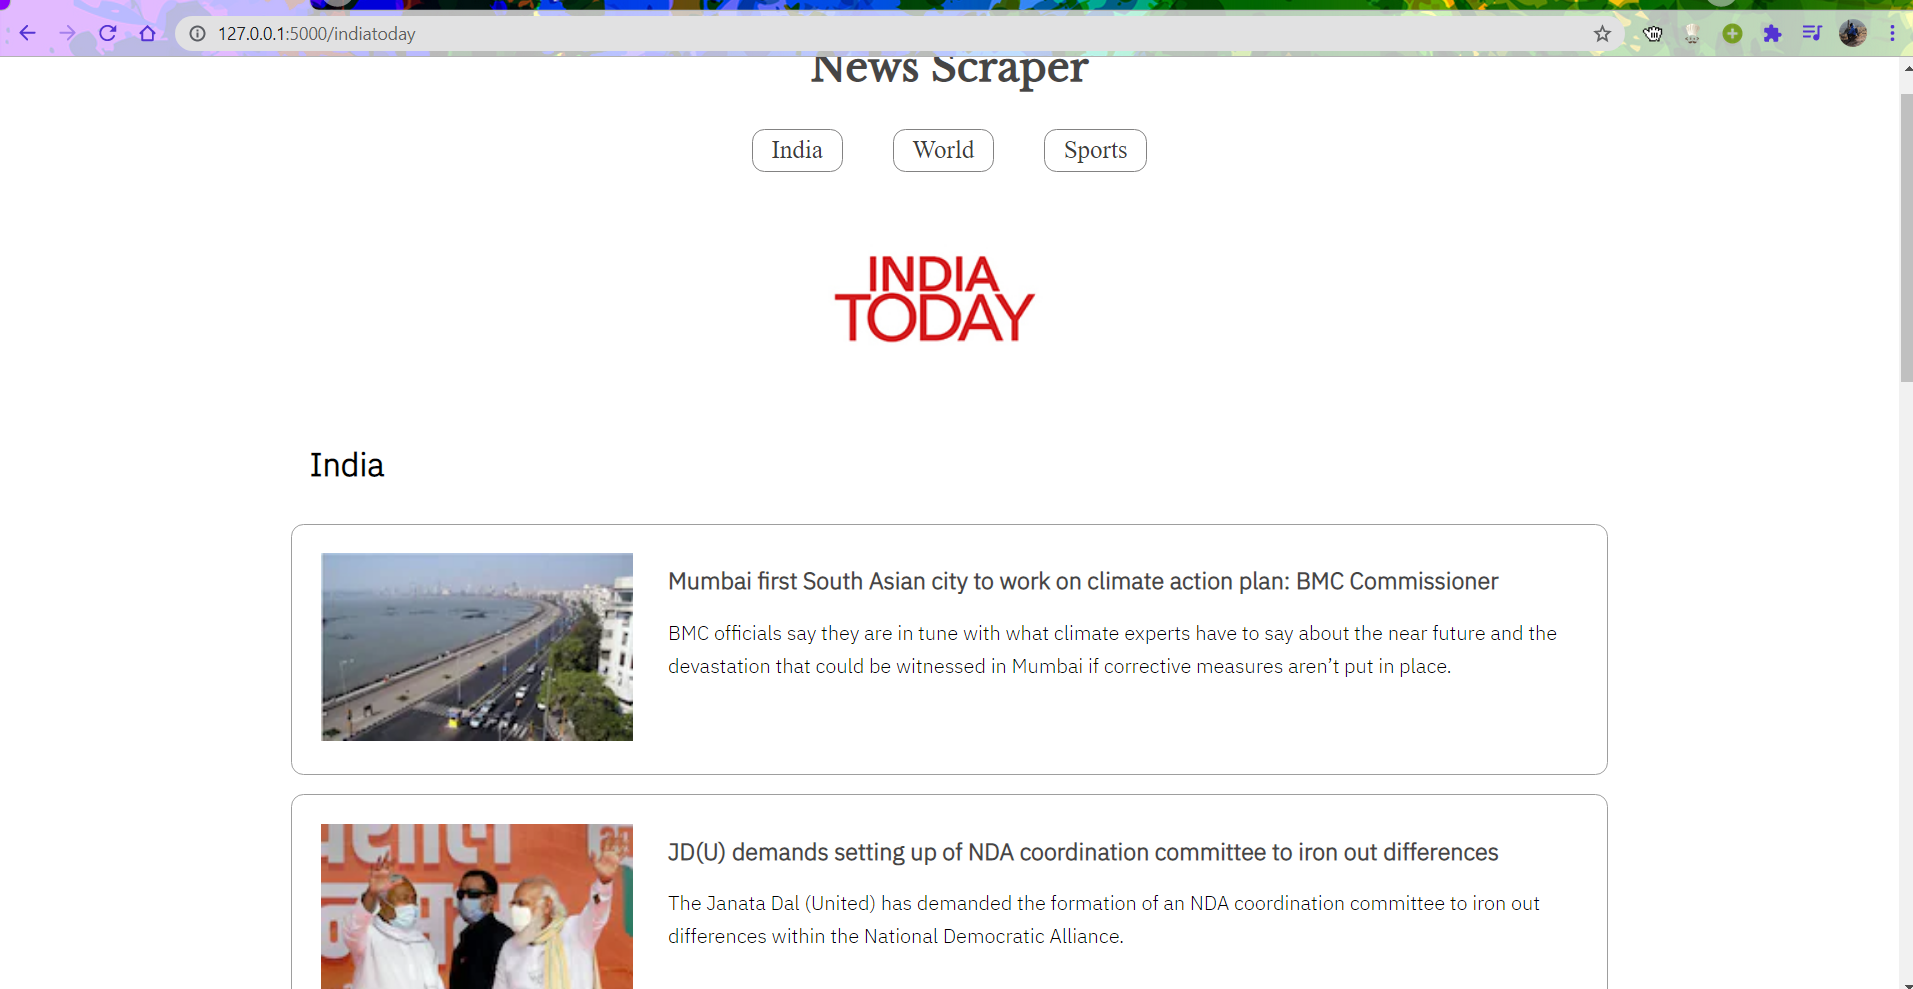 127.0.0.1:5000/indiatoday
News Scraper
India
World
Sports
INDIA
TODAY
India
Mumbai first South Asian city to work on climate action plan: BMC Commissioner
BMC officials say they are in tune with what climate experts have to say about the near future and the
devastation that could be witnessed in Mumbai if corrective measures aren’t put in place.
JD(U) demands setting up of NDA coordination committee to iron out differences
The Janata Dal (United) has demanded the formation of an NDA coordination committee to iron out
differences within the National Democratic Alliance.